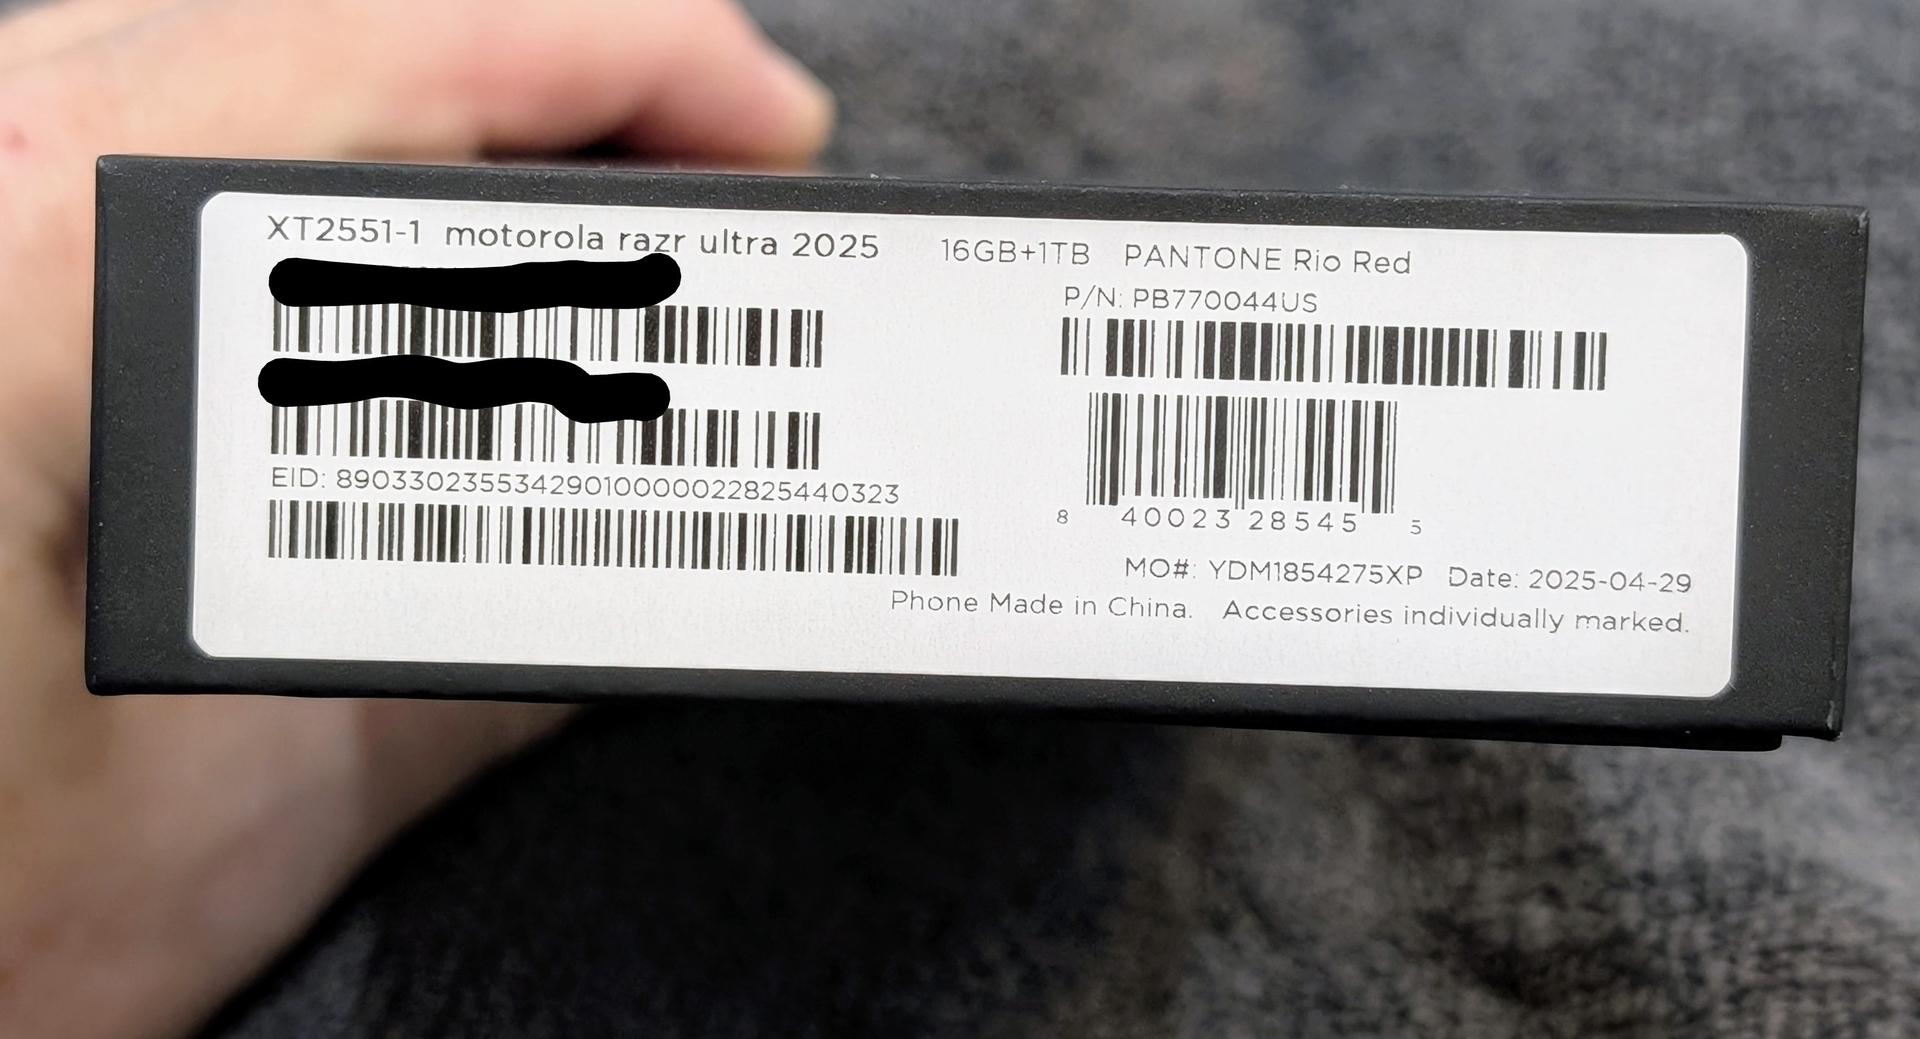 XT2551-1 motorola razr ultra 2025 16GB+1TB PANTONE Rio Red
P/N: PB770044US
EID: 89033023553429010000022825440323
8 40023 28545 5
MO#: YDM1854275XP Date: 2025-04-29
Phone Made in China. Accessories individually marked.